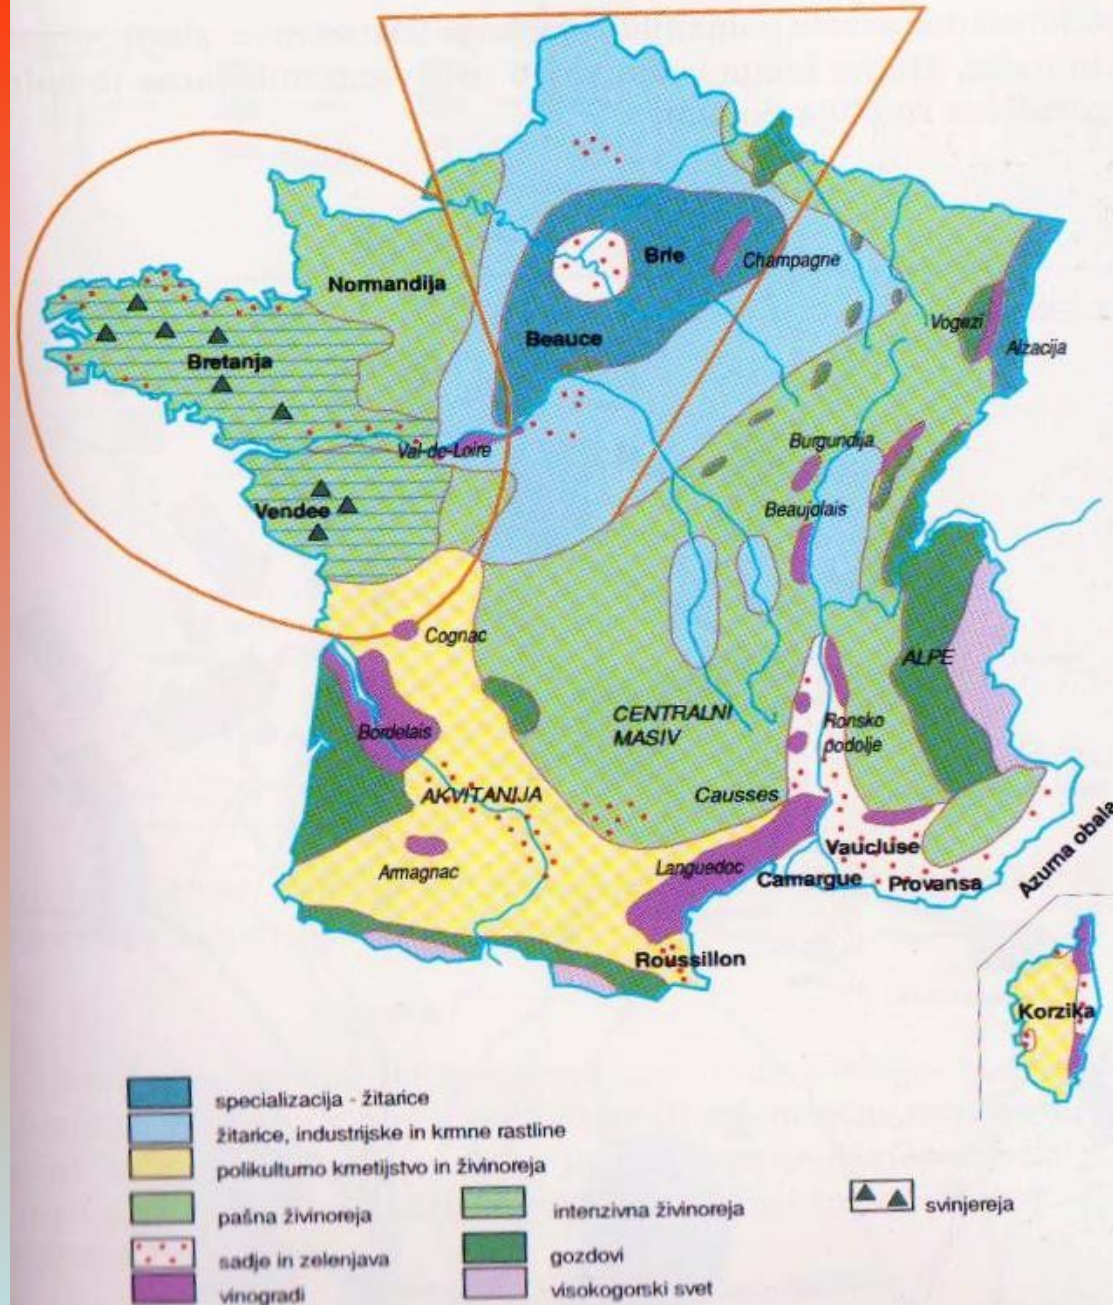 Normandija
Brie
Champagne
Vogezi
Alzacija
Beauce
Bretanja
Val-de-Loire
Burgundija
Vendee
Beaujolais
Cognac
ALPE
Bordelais
CENTRALNI
MASIV
Ronsko
podolje
AKVITANIJA
Causses
Armagnac
Languedoc
Vaucluse
Camargue
Provansa
Azurna obala
Roussillon
Korzika
specializacija - žitarice
žitarice, industrijske in krmne rastline
polikulturno kmetijstvo in živinoreja
pašna živinoreja
intenzivna živinoreja
svinjereja
sadje in zelenjava
gozdovi
vinogradi
visokogorski svet